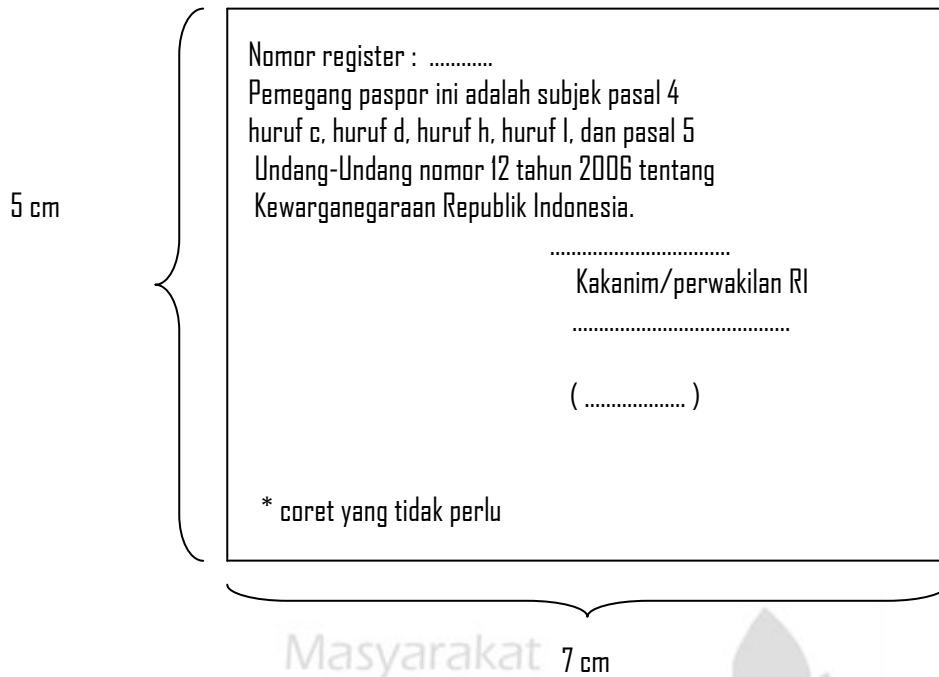 Nomor register : ............
Pemegang paspor ini adalah subjek pasal 4
huruf c, huruf d, huruf h, huruf I, dan pasal 5
Undang-Undang nomor 12 tahun 2006 tentang
Kewarganegaraan Republik Indonesia.
5 cm
..................................
Kakanim/perwakilan RI
.........................................
( ................... )
* coret yang tidak perlu
Masyarakat
7 cm